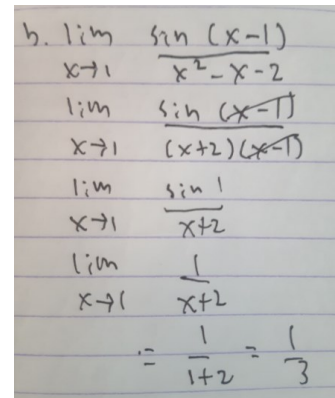 b. lim sin (x-1)
x→1 x² - x - 2
lim sin (x-1)
x→1 (x+2)(x-1)
lim sin 1
x→1 x+2
lim 1
x→1 x+2
= 1 = 1
1+2 3